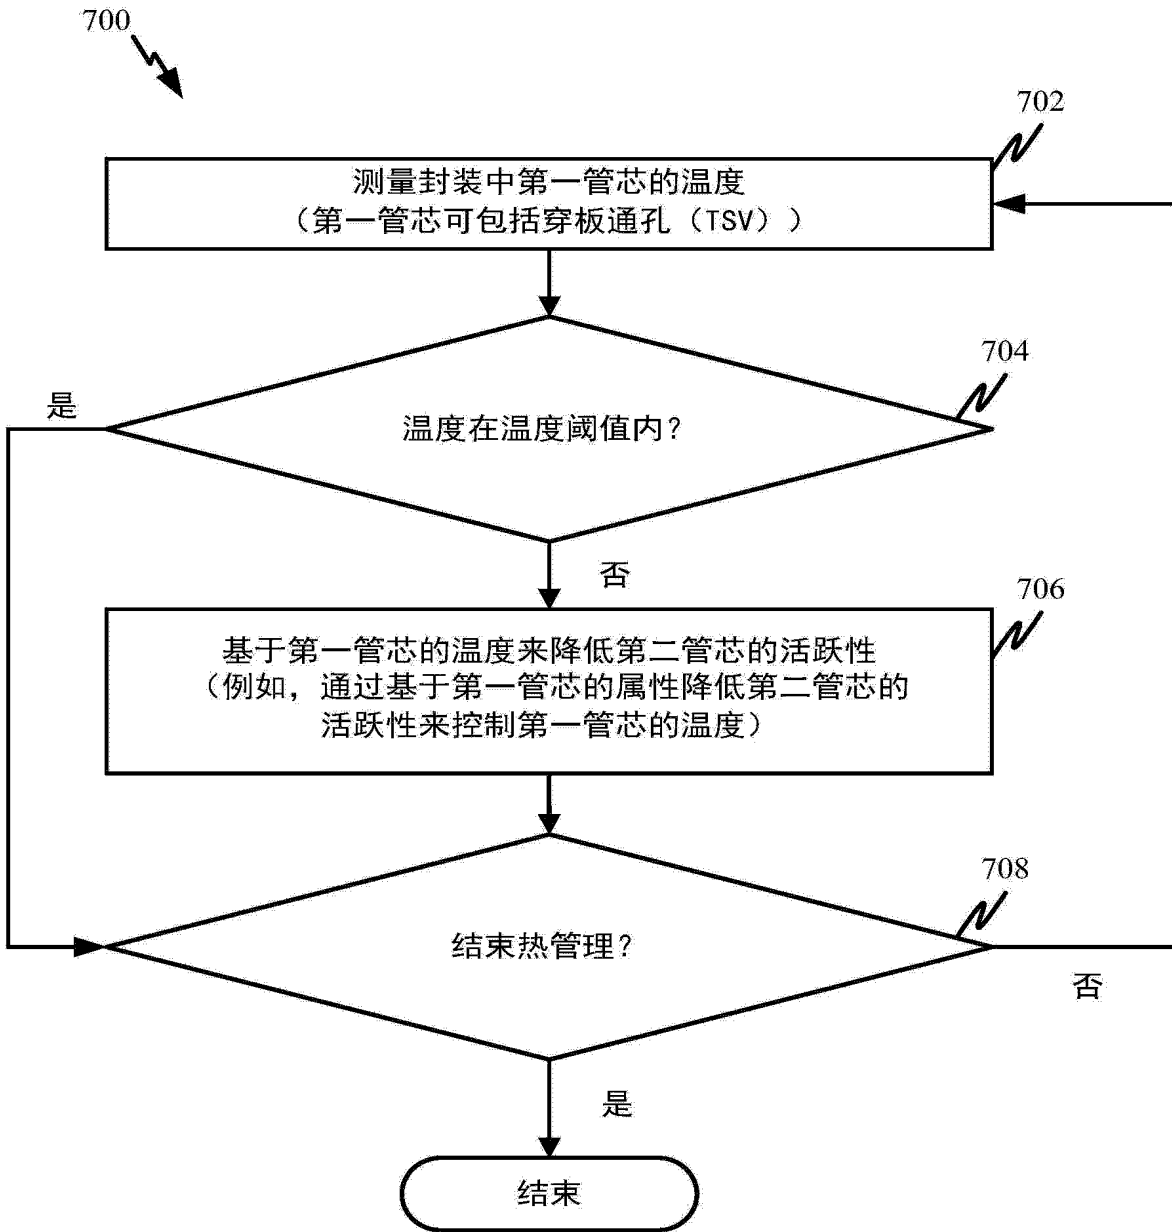 700
702
测量封装中第一管芯的温度
（第一管芯可包括穿板通孔（TSV））
704
是
温度在温度阈值内？
否
706
基于第一管芯的温度来降低第二管芯的活跃性
（例如，通过基于第一管芯的属性降低第二管芯的
活跃性来控制第一管芯的温度）
708
结束热管理？
否
是
结束